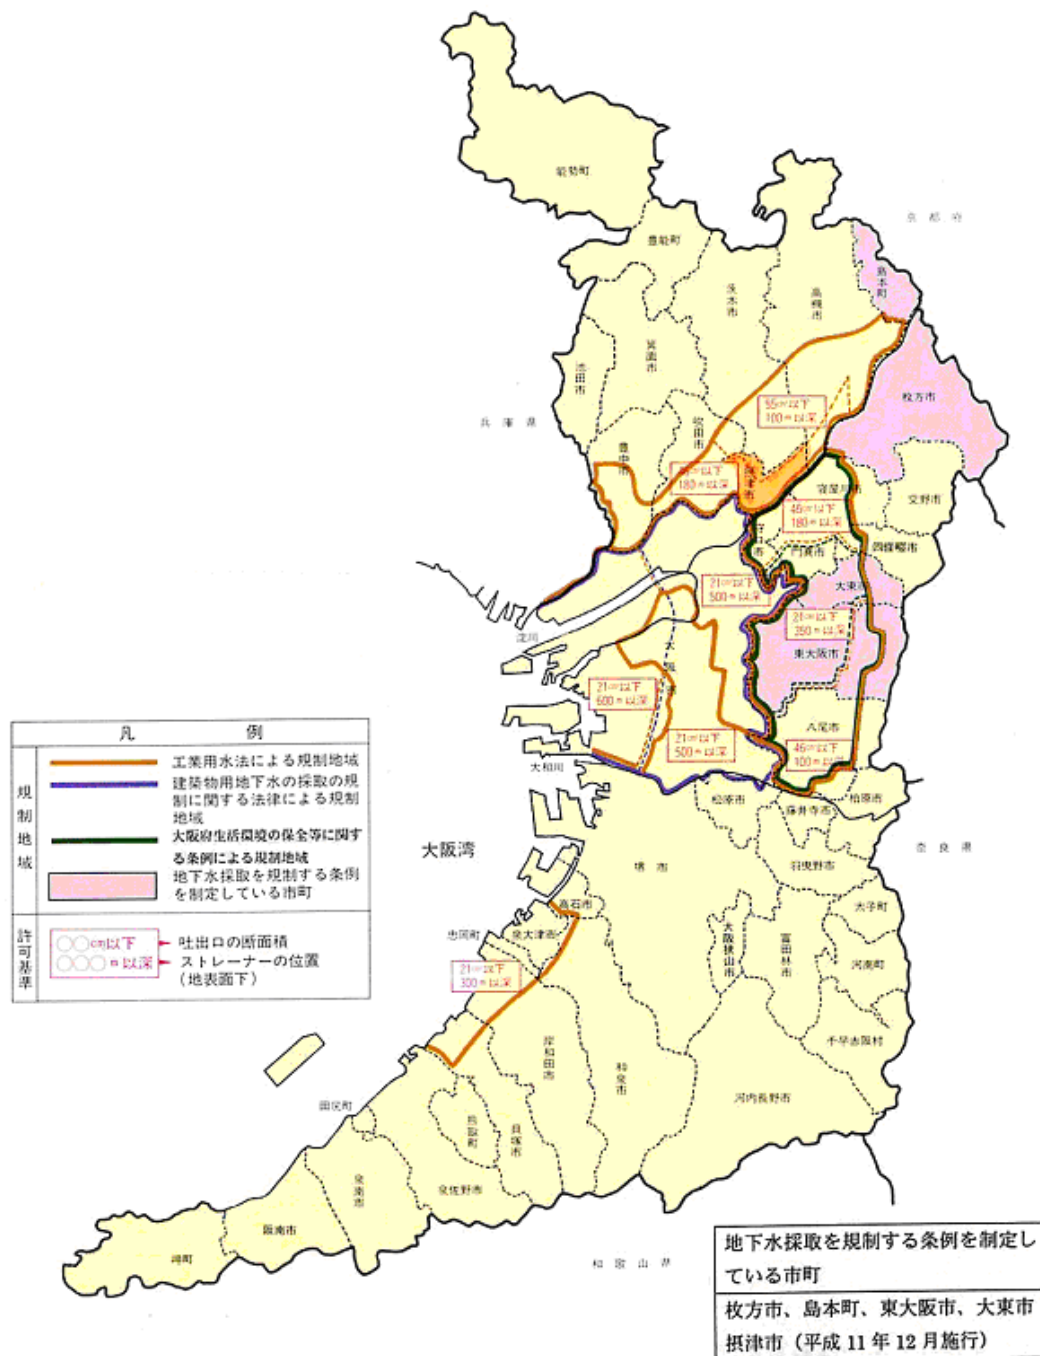 能勢町
京都府
豊能町
島本町
茨木市
高槻市
箕面市
池田市
枚方市
兵庫県
55cm²以下
100m以深
吹田市
豊中市
180m以深
寝屋川市
交野市
46cm²以下
180m以深
門真市
四條畷市
21cm²以下
500m以深
大東市
21cm²以下
350m以深
淀川
東大阪市
21cm²以下
600m以深
八尾市
21cm²以下
500m以深
46cm²以下
100m以深
大和川
松原市
藤井寺市
柏原市
大阪湾
堺市
羽曳野市
奈良県
高石市
太子町
忠岡町
泉大津市
大阪狭山市
富田林市
河南町
21cm²以下
300m以深
岸和田市
和泉市
千早赤阪村
河内長野市
田尻町
熊取町
貝塚市
泉佐野市
泉南市
阪南市
岬町
和歌山県
凡例
規制地域
工業用水法による規制地域
建築物用地下水の採取の規
制に関する法律による規制
地域
大阪府生活環境の保全等に関す
る条例による規制地域
地下水採取を規制する条例
を制定している市町
許可基準
○○cm²以下
吐出口の断面積
○○○m以深
ストレーナーの位置
(地表面下)
地下水採取を規制する条例を制定し
ている市町
枚方市、島本町、東大阪市、大東市
摂津市（平成11年12月施行）